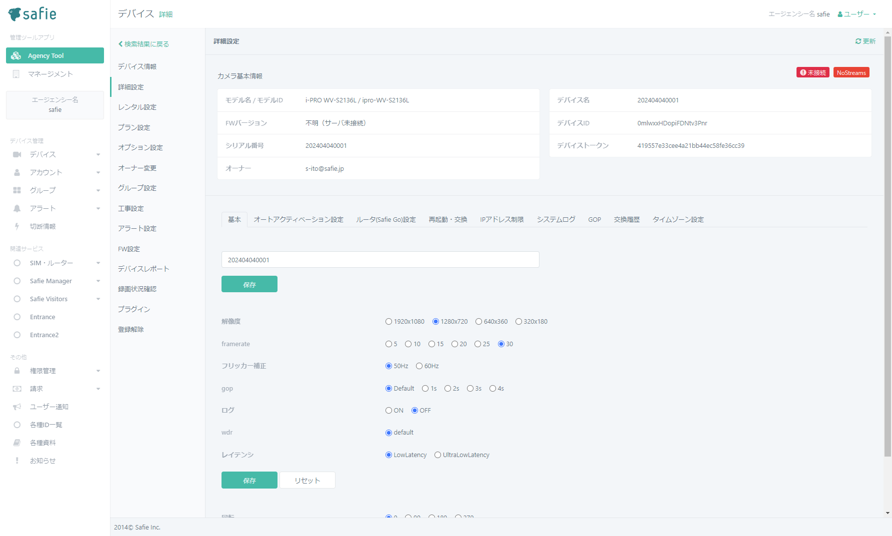 safie
デバイス 詳細
エージェンシー名 safie
ユーザー
管理ツールアプリ
Agency Tool
マネージメント
エージェンシー名
safie
デバイス管理
デバイス
アカウント
グループ
アラート
切断情報
映像サービス
SIM・ルーター
Safie Manager
Safie Visitors
Entrance
Entrance2
その他
権限管理
請求
ユーザー通知
各種ID一覧
各種資料
お知らせ
検索結果に戻る
デバイス情報
詳細設定
レンタル設定
プラン設定
オプション設定
オーナー変更
グループ設定
工事設定
アラート設定
FW設定
デバイスレポート
録画状況確認
プラグイン
登録解除
詳細設定
更新
カメラ基本情報
未接続 NoStreams
モデル名 / モデルID i-PRO WV-S2136L / ipro-WV-S2136L
FWバージョン 不明（サーバ未接続）
シリアル番号 202404040001
オーナー s-ito@safie.jp
デバイス名 202404040001
デバイスID 0mlwxxHDopiFDNtv3Pnr
デバイストークン 419557e33cee4a21bb44ec58fe36cc39
基本 オートアクティベーション設定 ルータ(Safie Go)設定 再起動・交換 IPアドレス制限 システムログ GOP 交換履歴 タイムゾーン設定
202404040001
保存
解像度 1920x1080 1280x720 640x360 320x180
framerate 5 10 15 20 25 30
フリッカー補正 50Hz 60Hz
gop Default 1s 2s 3s 4s
ログ ON OFF
wdr default
レイテンシ LowLatency UltraLowLatency
保存 リセット
2014© Safie Inc.